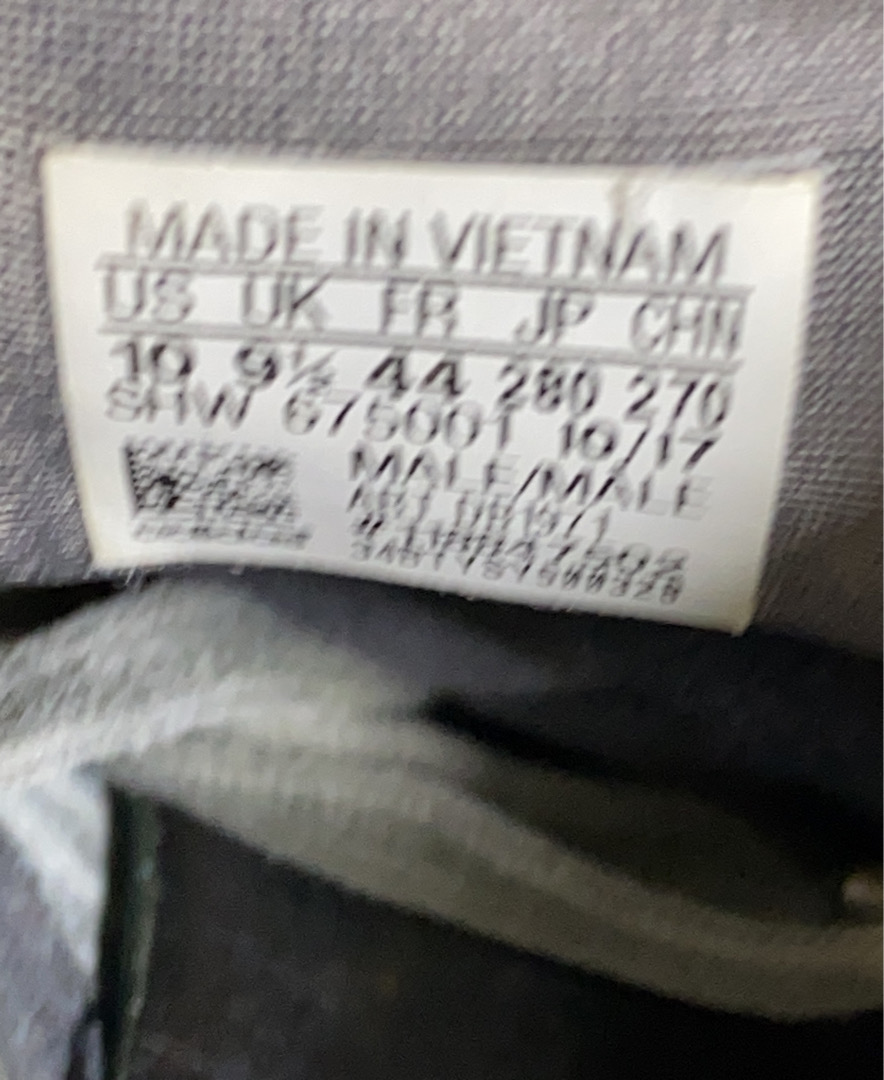 MADE IN VIETNAM
US UK FR JP CHN
10 9½ 44 280 270
SHW 675001 10/17
MALE/MALE
ART